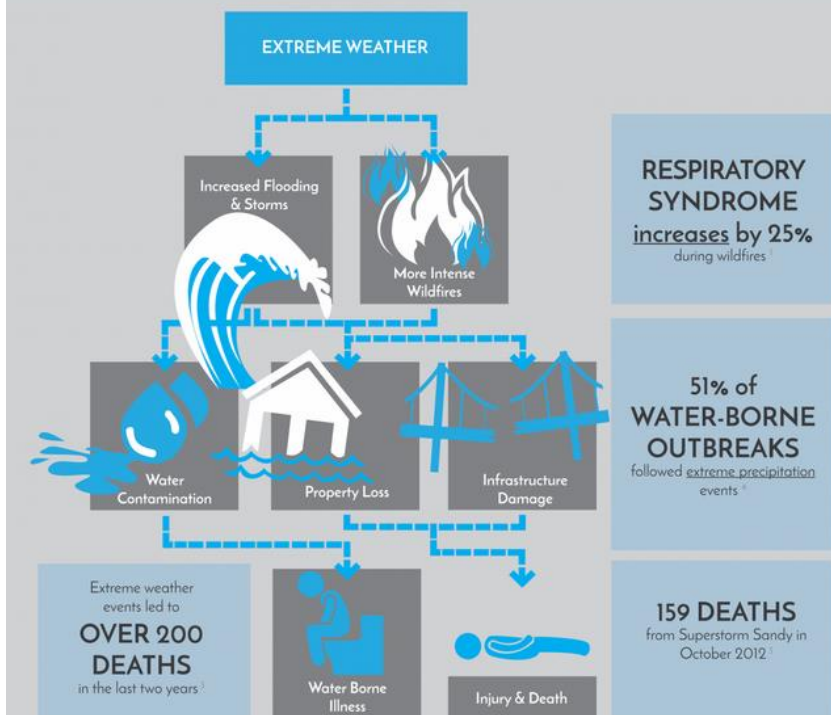 EXTREME WEATHER
Increased Flooding
& Storms
More Intense
Wildfires
RESPIRATORY
SYNDROME
increases by 25%
during wildfires
Water
Contamination
Property Loss
Infrastructure
Damage
51% of
WATER-BORNE
OUTBREAKS
followed extreme precipitation
events
Extreme weather
events led to
OVER 200
DEATHS
in the last two years
Water Borne
Illness
Injury & Death
159 DEATHS
from Superstorm Sandy in
October 2012